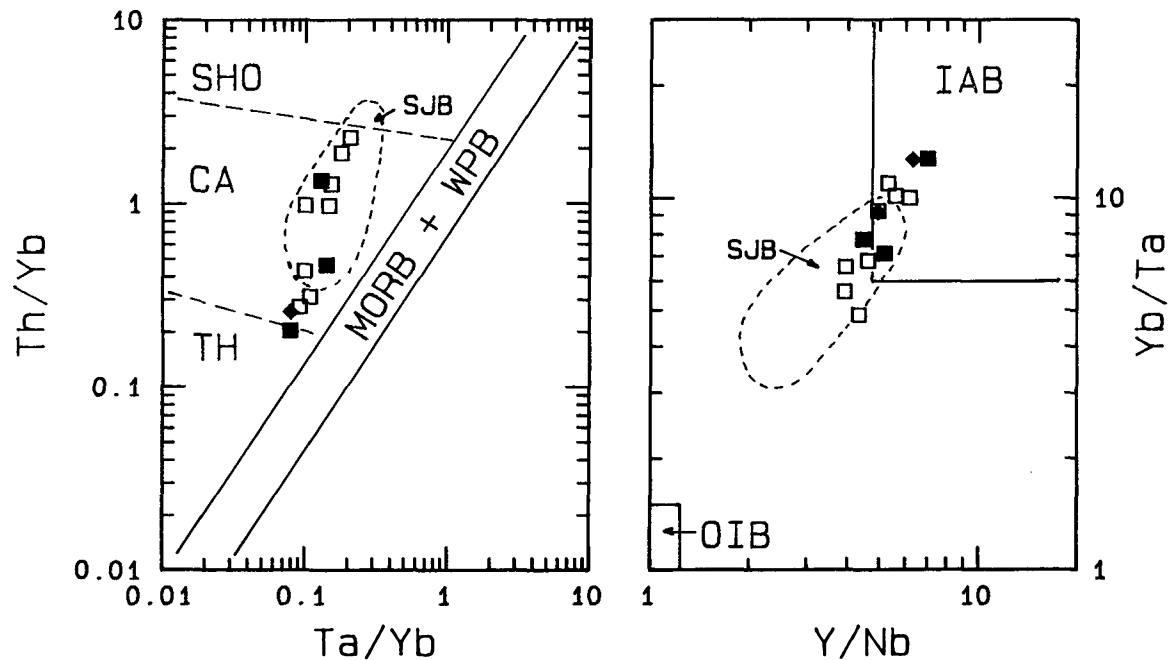 10
1
0.1
0.01
Th/Yb
SHO
CA
TH
SJB
MORB + WPB
0.01
0.1
1
10
Ta/Yb
IAB
SJB
OIB
10
1
Yb/Ta
1
10
Y/Nb